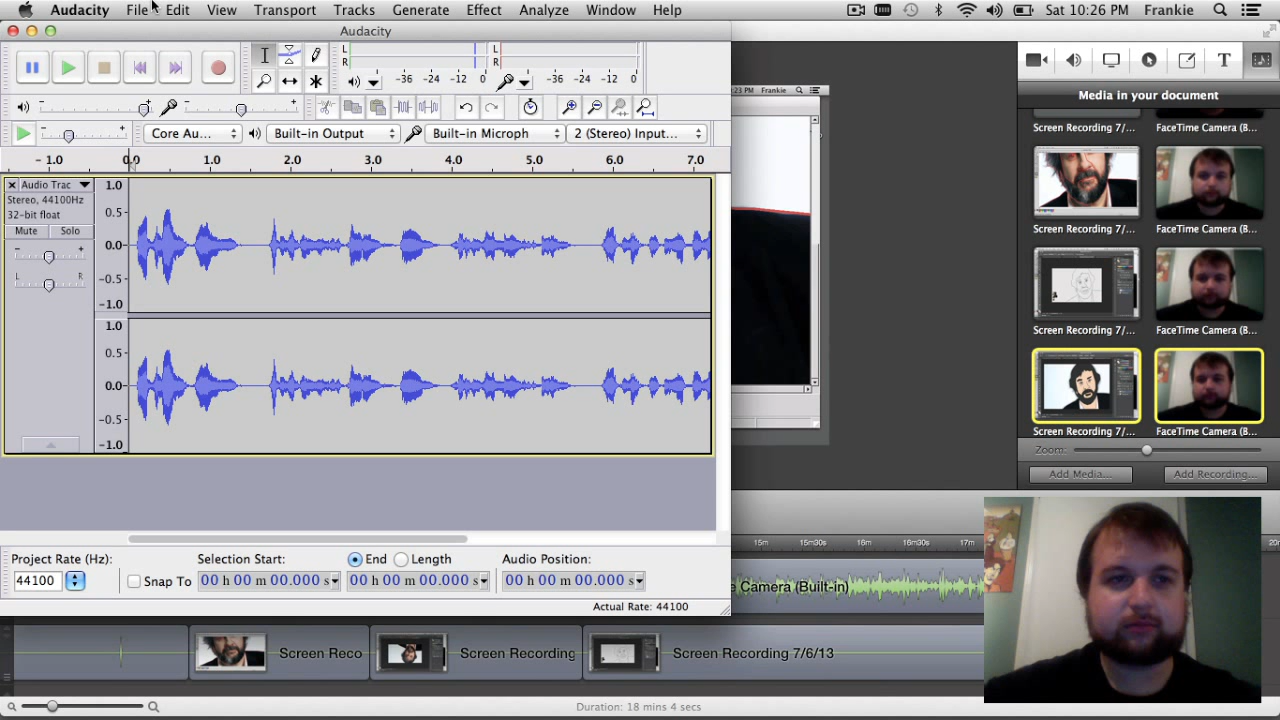 Audacity File Edit View Transport Tracks Generate Effect Analyze Window Help Sat 10:26 PM Frankie
Audacity
L
R
-36 -24 -12 0
L
R
-36 -24 -12 0
Core Au... Built-in Output Built-in Microph 2 (Stereo) Input...
- 1.0 0.0 1.0 2.0 3.0 4.0 5.0 6.0 7.0
Audio Trac
Stereo, 44100Hz
32-bit float
Mute Solo
- +
L R
1.0
0.5
0.0
-0.5
-1.0
1.0
0.5
0.0
-0.5
-1.0
Project Rate (Hz):
44100
Snap To
Selection Start:
00 h 00 m 00.000 s
End Length
00 h 00 m 00.000 s
Audio Position:
00 h 00 m 00.000 s
Actual Rate: 44100
:23 PM Frankie
T
Media in your document
Screen Recording 7/... FaceTime Camera (B...
Screen Recording 7/... FaceTime Camera (B...
Screen Recording 7/... FaceTime Camera (B...
Screen Recording 7/... FaceTime Camera (B...
Zoom:
Add Media... Add Recording...
15m 15m 16m 16m 17m
Camera (Built-in)
Screen Reco Screen Recording Screen Recording 7/6/13
Duration: 18 mins 4 secs